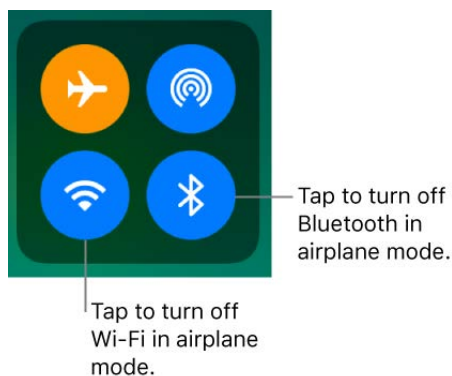 Tap to turn off
Bluetooth in
airplane mode.
Tap to turn off
Wi-Fi in airplane
mode.